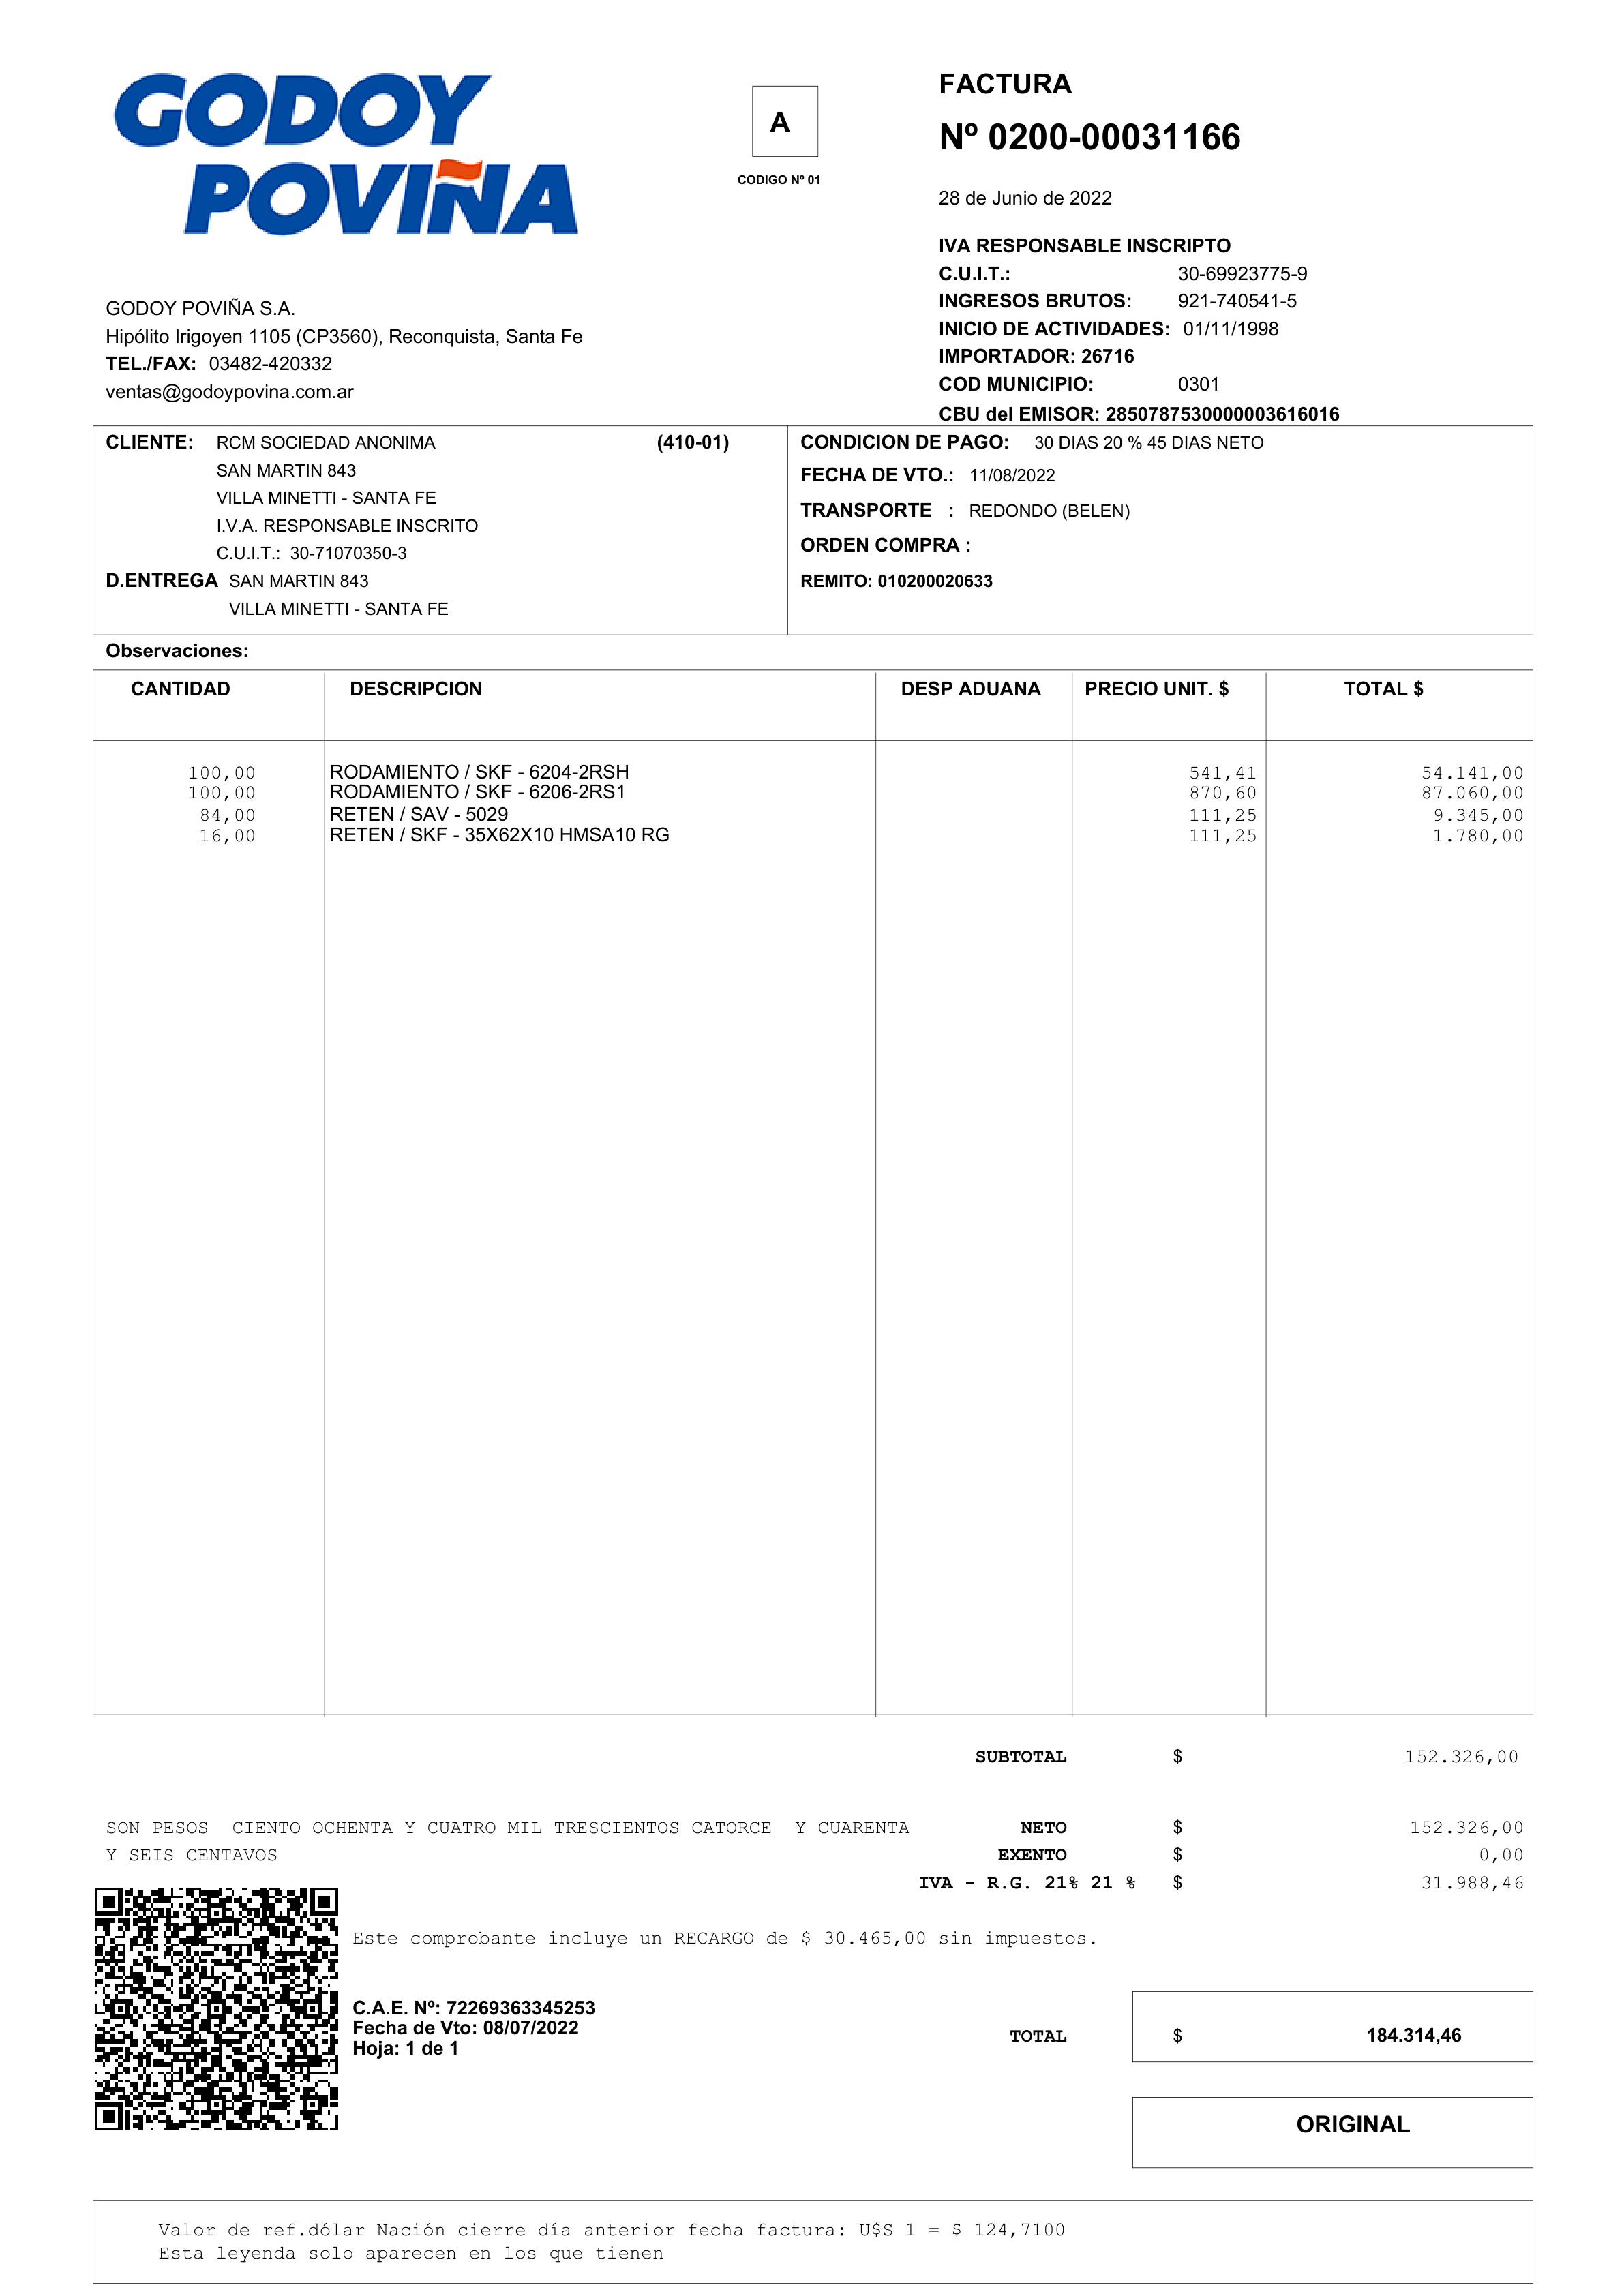 GODOY
POVIÑA
A
CODIGO Nº 01
FACTURA
Nº 0200-00031166
28 de Junio de 2022
IVA RESPONSABLE INSCRIPTO
C.U.I.T.: 30-69923775-9
INGRESOS BRUTOS: 921-740541-5
INICIO DE ACTIVIDADES: 01/11/1998
IMPORTADOR: 26716
COD MUNICIPIO: 0301
CBU del EMISOR: 2850787530000003616016
GODOY POVIÑA S.A.
Hipólito Irigoyen 1105 (CP3560), Reconquista, Santa Fe
TEL./FAX: 03482-420332
ventas@godoypovina.com.ar
CLIENTE: RCM SOCIEDAD ANONIMA (410-01)
SAN MARTIN 843
VILLA MINETTI - SANTA FE
I.V.A. RESPONSABLE INSCRITO
C.U.I.T.: 30-71070350-3
D.ENTREGA SAN MARTIN 843
VILLA MINETTI - SANTA FE
CONDICION DE PAGO: 30 DIAS 20 % 45 DIAS NETO
FECHA DE VTO.: 11/08/2022
TRANSPORTE : REDONDO (BELEN)
ORDEN COMPRA :
REMITO: 010200020633
Observaciones:
CANTIDAD DESCRIPCION DESP ADUANA PRECIO UNIT. $ TOTAL $
100,00 RODAMIENTO / SKF - 6204-2RSH 541,41 54.141,00
100,00 RODAMIENTO / SKF - 6206-2RS1 870,60 87.060,00
84,00 RETEN / SAV - 5029 111,25 9.345,00
16,00 RETEN / SKF - 35X62X10 HMSA10 RG 111,25 1.780,00
SUBTOTAL $ 152.326,00
SON PESOS CIENTO OCHENTA Y CUATRO MIL TRESCIENTOS CATORCE Y CUARENTA NETO $ 152.326,00
Y SEIS CENTAVOS EXENTO $ 0,00
IVA - R.G. 21% 21 % $ 31.988,46
Este comprobante incluye un RECARGO de $ 30.465,00 sin impuestos.
C.A.E. Nº: 72269363345253
Fecha de Vto: 08/07/2022
Hoja: 1 de 1
TOTAL $ 184.314,46
ORIGINAL
Valor de ref.dólar Nación cierre día anterior fecha factura: U$S 1 = $ 124,7100
Esta leyenda solo aparecen en los que tienen